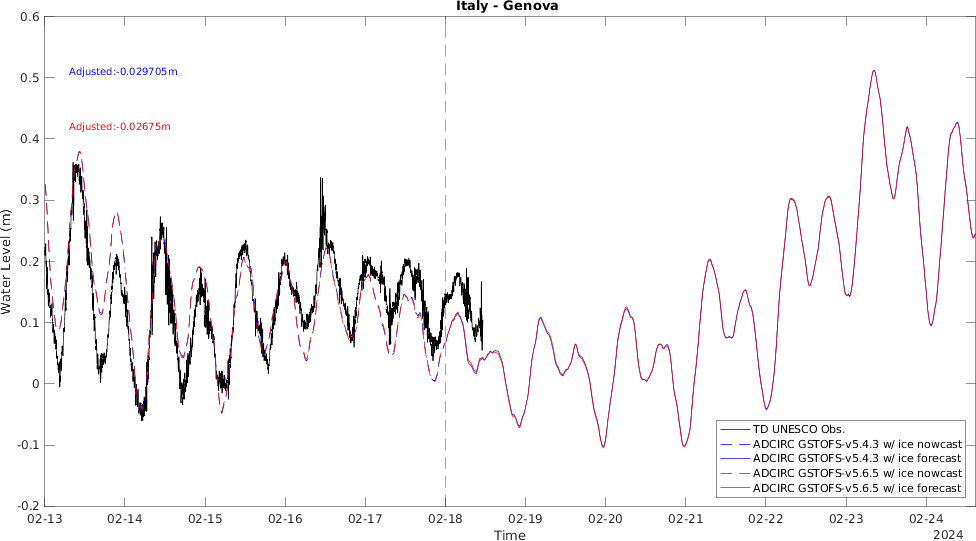 Italy - Genova
0.6
0.5
0.4
0.3
0.2
0.1
0
-0.1
-0.2
Water Level (m)
Adjusted:-0.029705m
Adjusted:-0.02675m
TD UNESCO Obs.
ADCIRC GSTOFS-v5.4.3 w/ ice nowcast
ADCIRC GSTOFS-v5.4.3 w/ ice forecast
ADCIRC GSTOFS-v5.6.5 w/ ice nowcast
ADCIRC GSTOFS-v5.6.5 w/ ice forecast
02-13 02-14 02-15 02-16 02-17 02-18 02-19 02-20 02-21 02-22 02-23 02-24
Time
2024